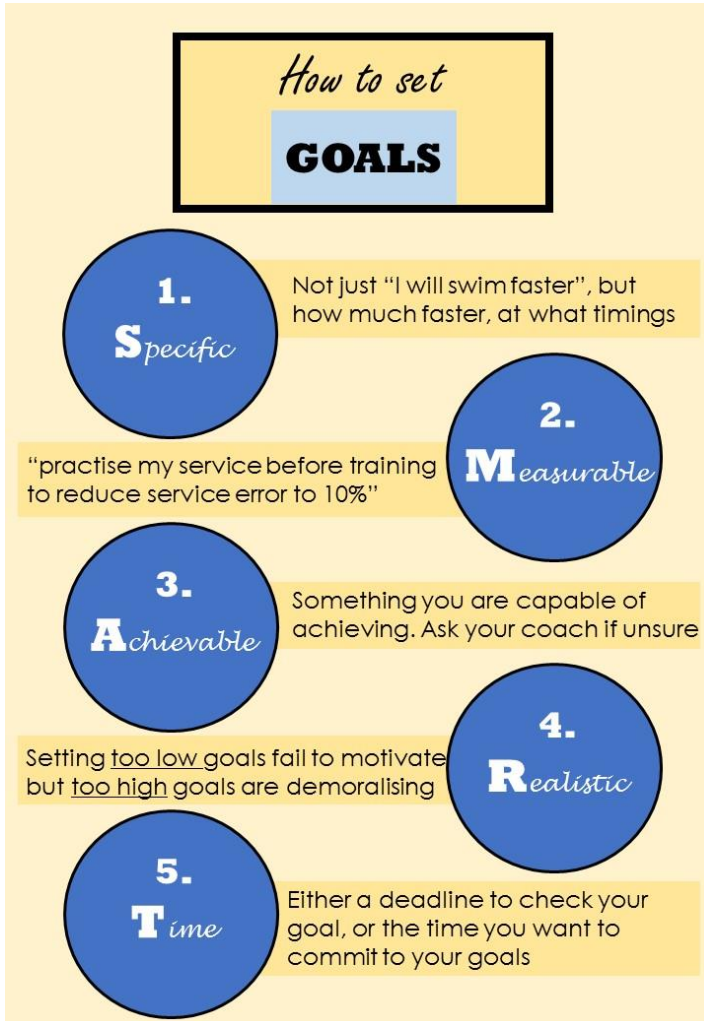 How to set
GOALS
1.
Specific
Not just “I will swim faster”, but
how much faster, at what timings
2.
Measurable
“practise my service before training
to reduce service error to 10%”
3.
Achievable
Something you are capable of
achieving. Ask your coach if unsure
4.
Realistic
Setting too low goals fail to motivate
but too high goals are demoralising
5.
Time
Either a deadline to check your
goal, or the time you want to
commit to your goals